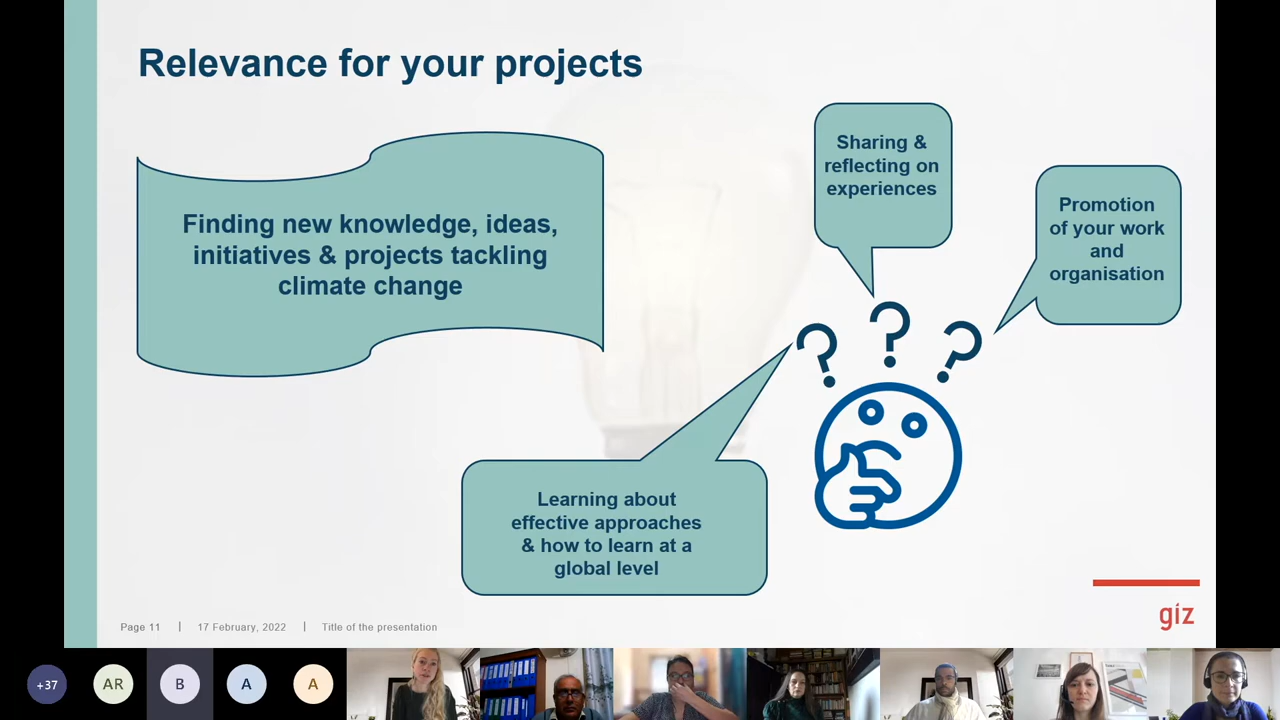 Relevance for your projects
Finding new knowledge, ideas,
initiatives & projects tackling
climate change
Sharing &
reflecting on
experiences
Promotion
of your work
and
organisation
Learning about
effective approaches
& how to learn at a
global level
Page 11 | 17 February, 2022 | Title of the presentation
giz
+37
AR
B
A
A